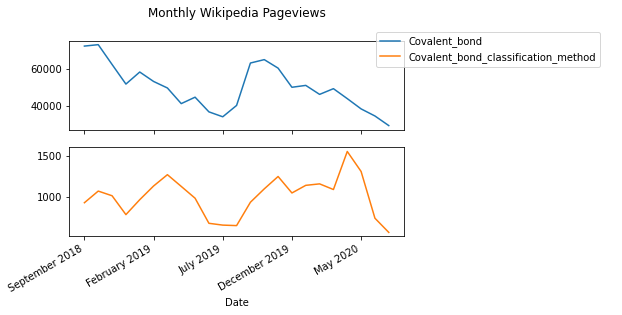 Monthly Wikipedia Pageviews
Covalent_bond
Covalent_bond_classification_method
60000
40000
1500
1000
September 2018
February 2019
July 2019
December 2019
May 2020
Date